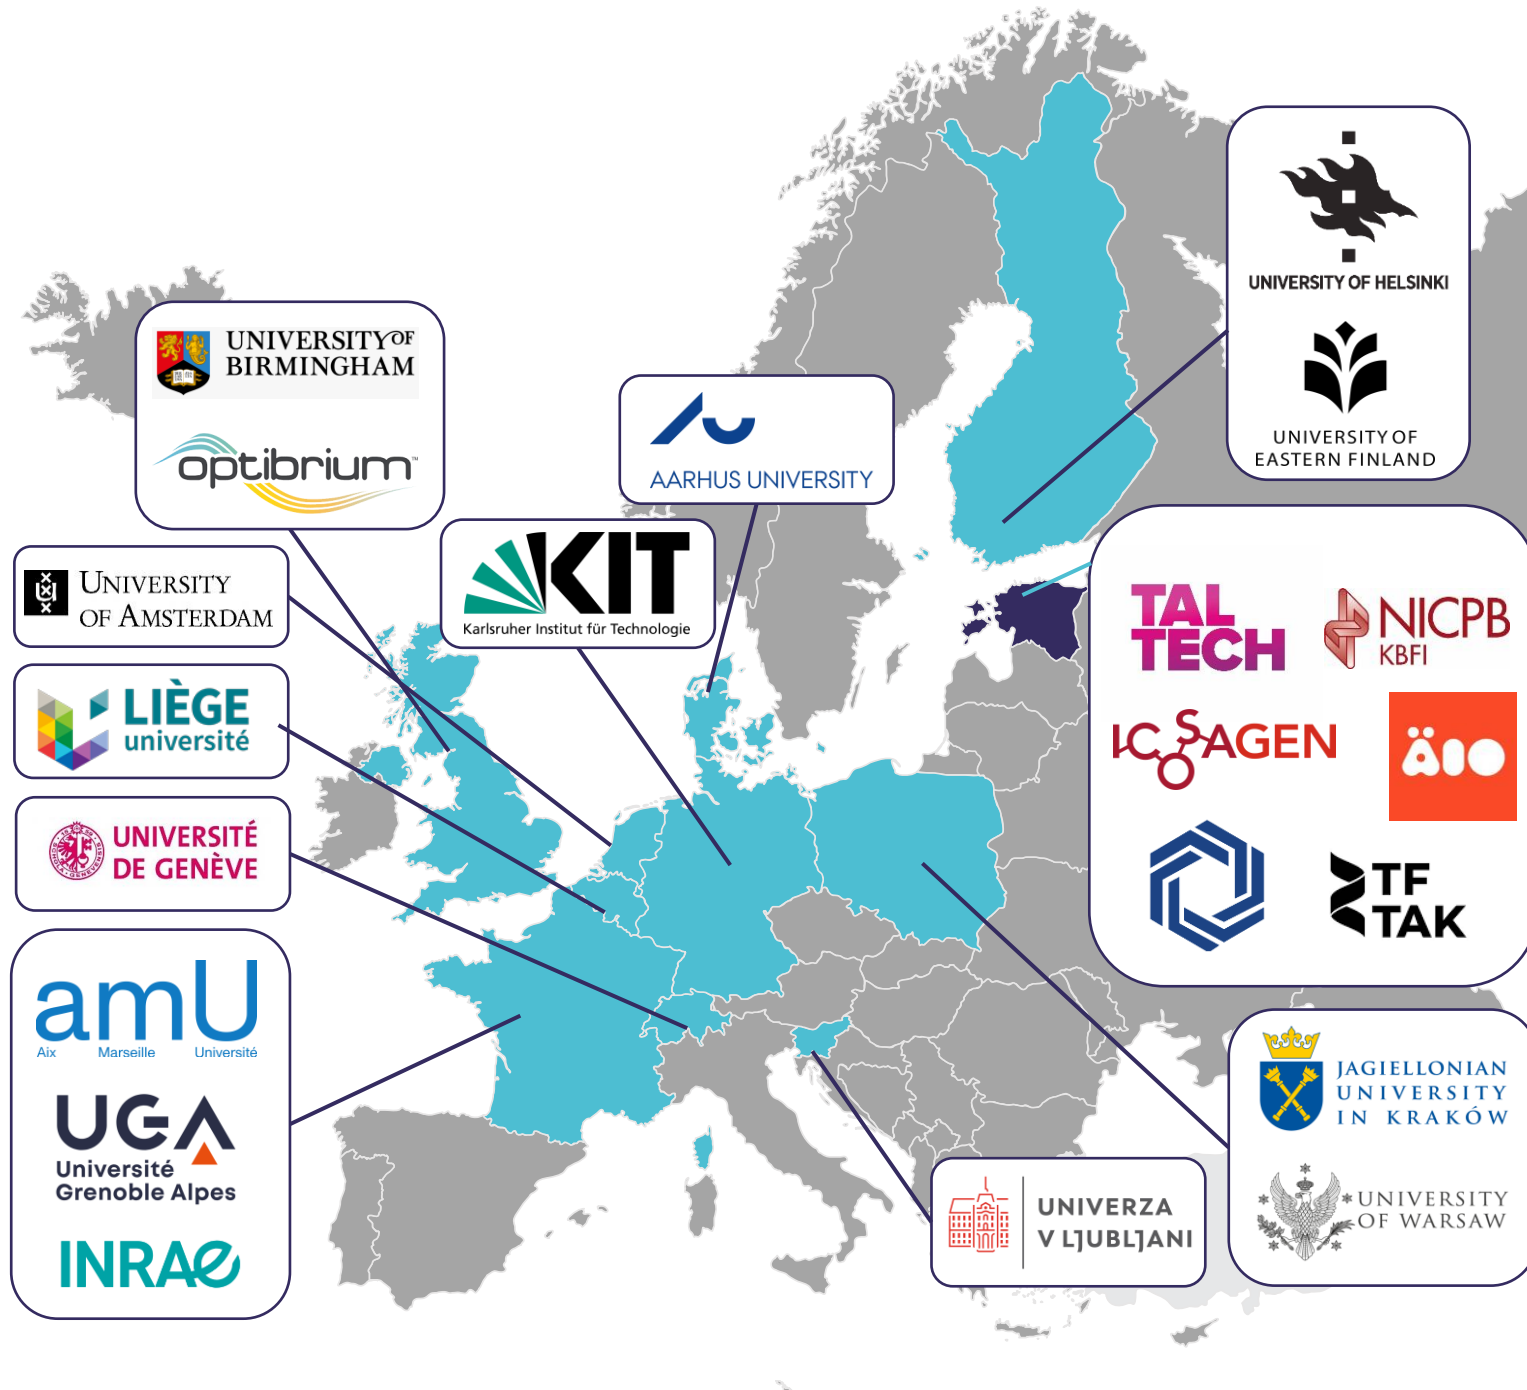 UNIVERSITY OF HELSINKI
UNIVERSITY OF
EASTERN FINLAND
UNIVERSITY OF
BIRMINGHAM
optibrium™
AARHUS UNIVERSITY
KIT
Karlsruher Institut für Technologie
UNIVERSITY
OF AMSTERDAM
LIÈGE
université
UNIVERSITÉ
DE GENÈVE
TAL
TECH
NICPB
KBFI
ICOSAGEN
ÄIO
TF
TAK
amU
Aix Marseille Université
UGA
Université
Grenoble Alpes
INRAE
JAGIELLONIAN
UNIVERSITY
IN KRAKÓW
UNIVERSITY
OF WARSAW
UNIVERZA
V LJUBLJANI